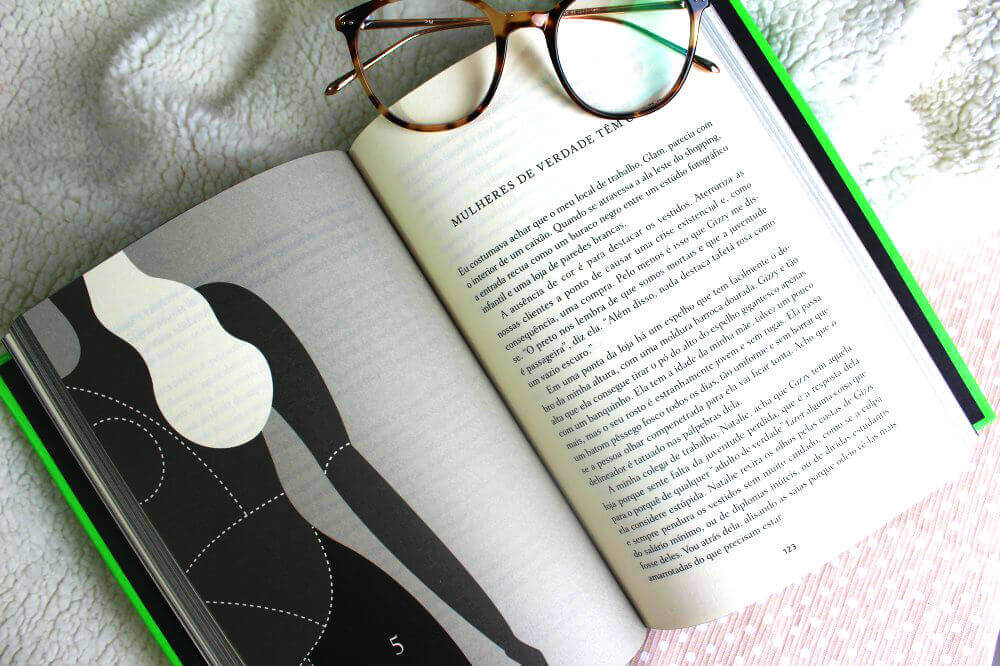 5
MULHERES DE VERDADE TÊM
Eu costumava achar que o meu local de trabalho, Glam, parecia com
o interior de um caixão. Quando se atravessa a ala leste do shopping,
a entrada recua como um buraco negro entre um estúdio fotográfico
infantil e uma loja de paredes brancas.
A ausência de cor é para destacar os vestidos. Aterroriza as
nossas clientes a ponto de causar uma crise existencial e, como
consequência, uma compra. Pelo menos é isso que Gizzy me dis-
se. "O preto nos lembra de que somos mortais e que a juventude
é passageira", diz ela. "Além disso, nada destaca tafetá rosa como
um vazio escuro."
Em uma ponta da loja há um espelho que tem facilmente o do-
bro da minha altura, com uma moldura barroca dourada. Gizzy é tão
alta que ela consegue tirar o pó do alto do espelho gigantesco apenas
com um banquinho. Ela tem a idade da minha mãe, talvez um pouco
mais, mas o seu rosto é estranhamente jovem e sem rugas. Ela passa
um batom pêssego fosco todos os dias, tão uniforme e sem borrar que
se a pessoa olhar compenetrada para ela vai ficar tonta. Acho que o
delineador é tatuado nas pálpebras dela.
A minha colega de trabalho, Natalie, acha que Gizzy tem aquela
loja porque sente falta da juventude perdida, que é a resposta dela
para o porquê de qualquer "adulto de verdade" fazer alguma coisa que
ela considere estúpida. Natalie revira os olhos pelas costas de Gizzy
e sempre pendura os vestidos sem muito cuidado, como se a culpa
do salário mínimo, ou de diplomas inúteis, ou de dívidas estudantis
fosse deles. Vou atrás dela, alisando as saias porque odeio vê-las mais
amarrotadas do que precisam estar.
123